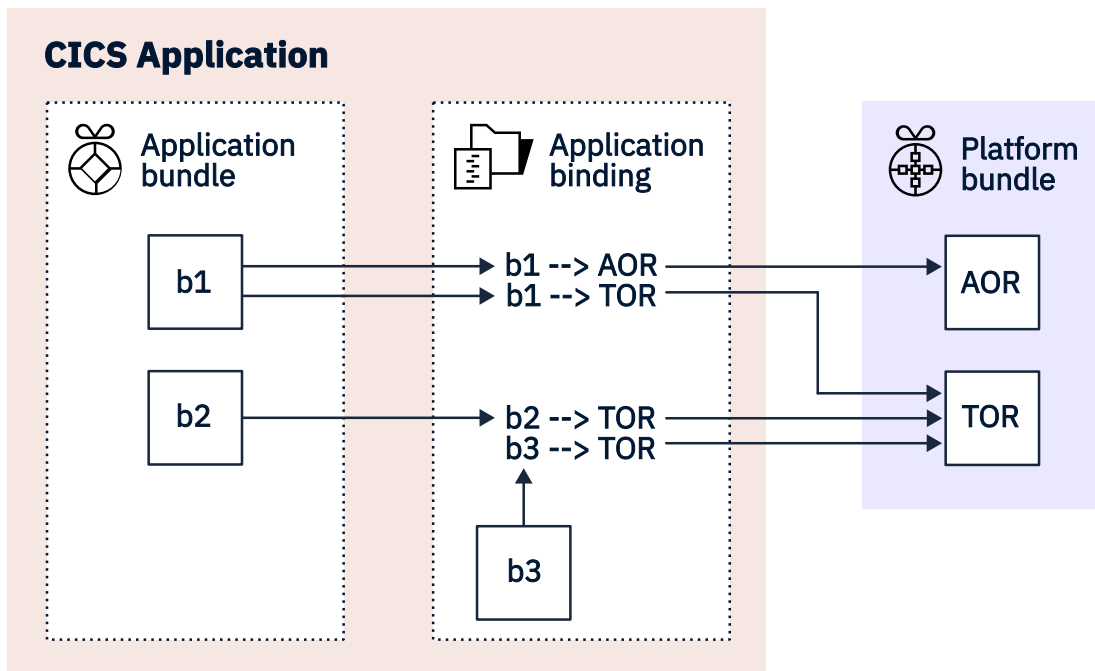 CICS Application
Application
bundle
Application
binding
Platform
bundle
b1
b1 --> AOR
b1 --> TOR
AOR
b2
b2 --> TOR
b3 --> TOR
TOR
b3